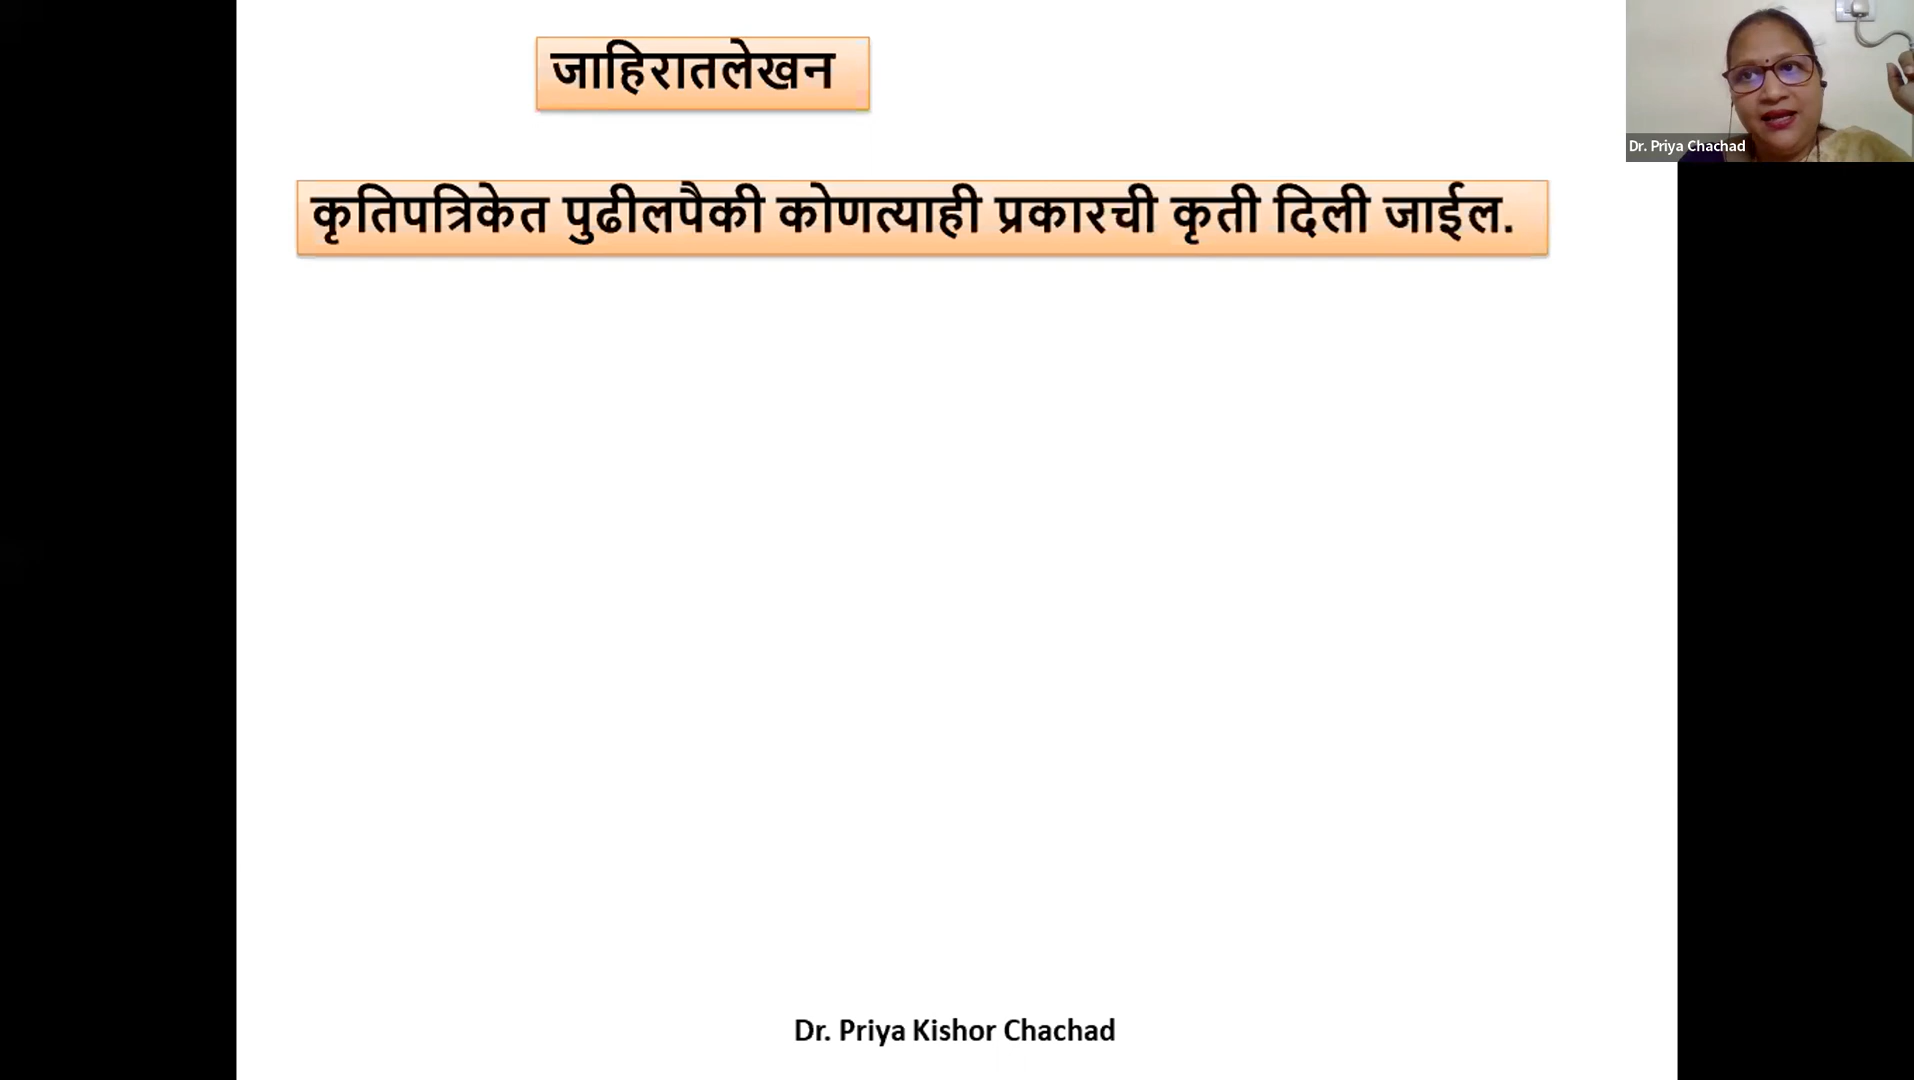 जाहिरातलेखन
Dr. Priya Chachad
कृतिपत्रिकेत पुढीलपैकी कोणत्याही प्रकारची कृती दिली जाईल.
Dr. Priya Kishor Chachad